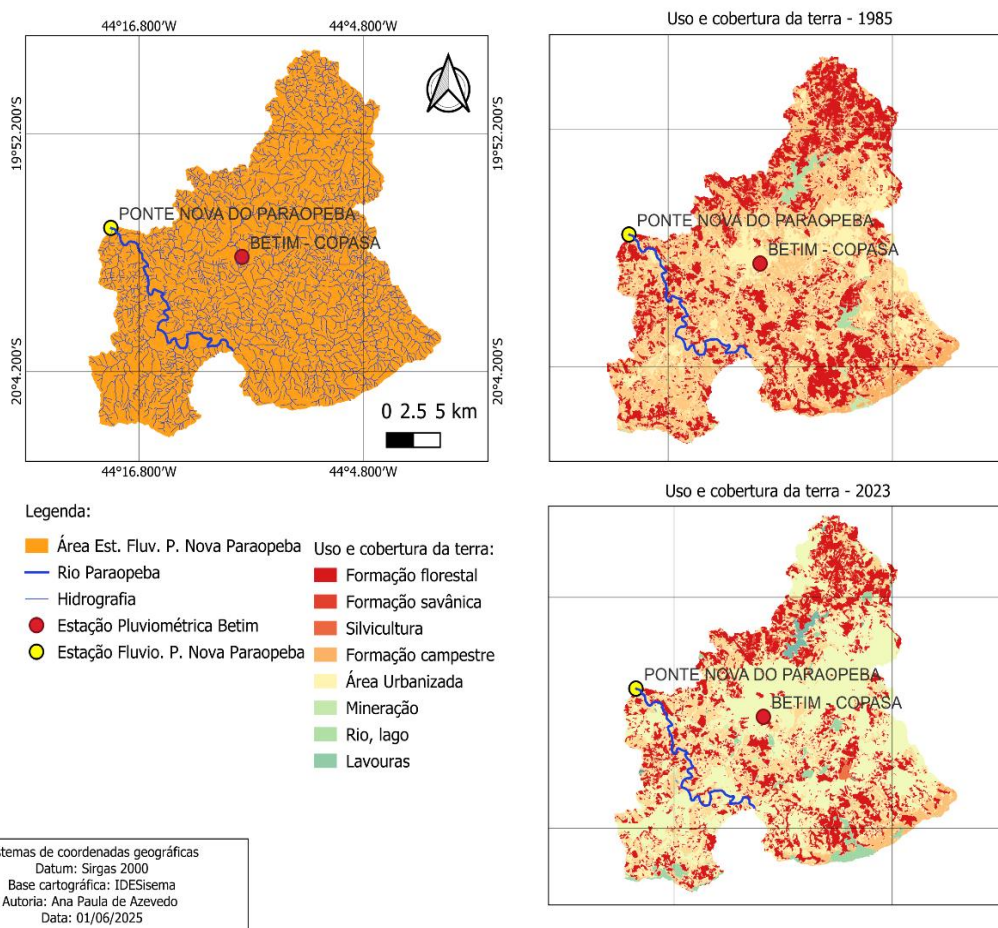 44°16.800'W 44°4.800'W
19°52.200'S 19°52.200'S
PONTE NOVA DO PARAOPEBA
BETIM - COPASA
20°4.200'S 20°4.200'S
0 2.5 5 km
44°16.800'W 44°4.800'W
Uso e cobertura da terra - 1985
PONTE NOVA DO PARAOPEBA
BETIM - COPASA
Legenda:
Área Est. Fluv. P. Nova Paraopeba
Rio Paraopeba
Hidrografia
Estação Pluviométrica Betim
Estação Fluvio. P. Nova Paraopeba
Uso e cobertura da terra:
Formação florestal
Formação savânica
Silvicultura
Formação campestre
Área Urbanizada
Mineração
Rio, lago
Lavouras
Uso e cobertura da terra - 2023
PONTE NOVA DO PARAOPEBA
BETIM - COPASA
stemas de coordenadas geográficas
Datum: Sirgas 2000
Base cartográfica: IDESisema
Autoria: Ana Paula de Azevedo
Data: 01/06/2025